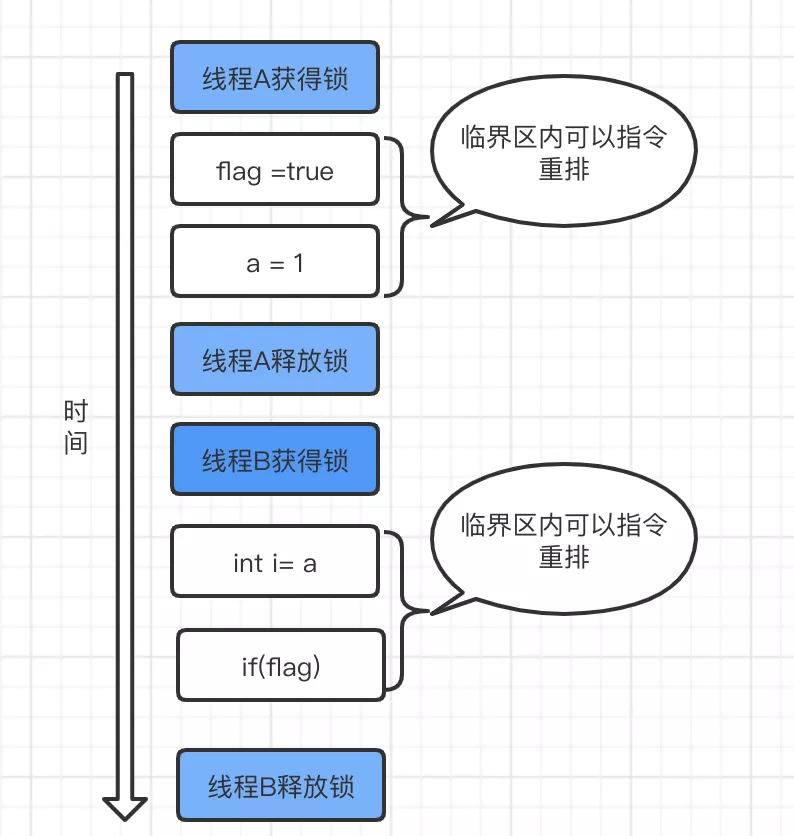 线程A获得锁
临界区内可以指令
重排
flag =true
a = 1
线程A释放锁
时
间
线程B获得锁
临界区内可以指令
重排
int i= a
if(flag)
线程B释放锁